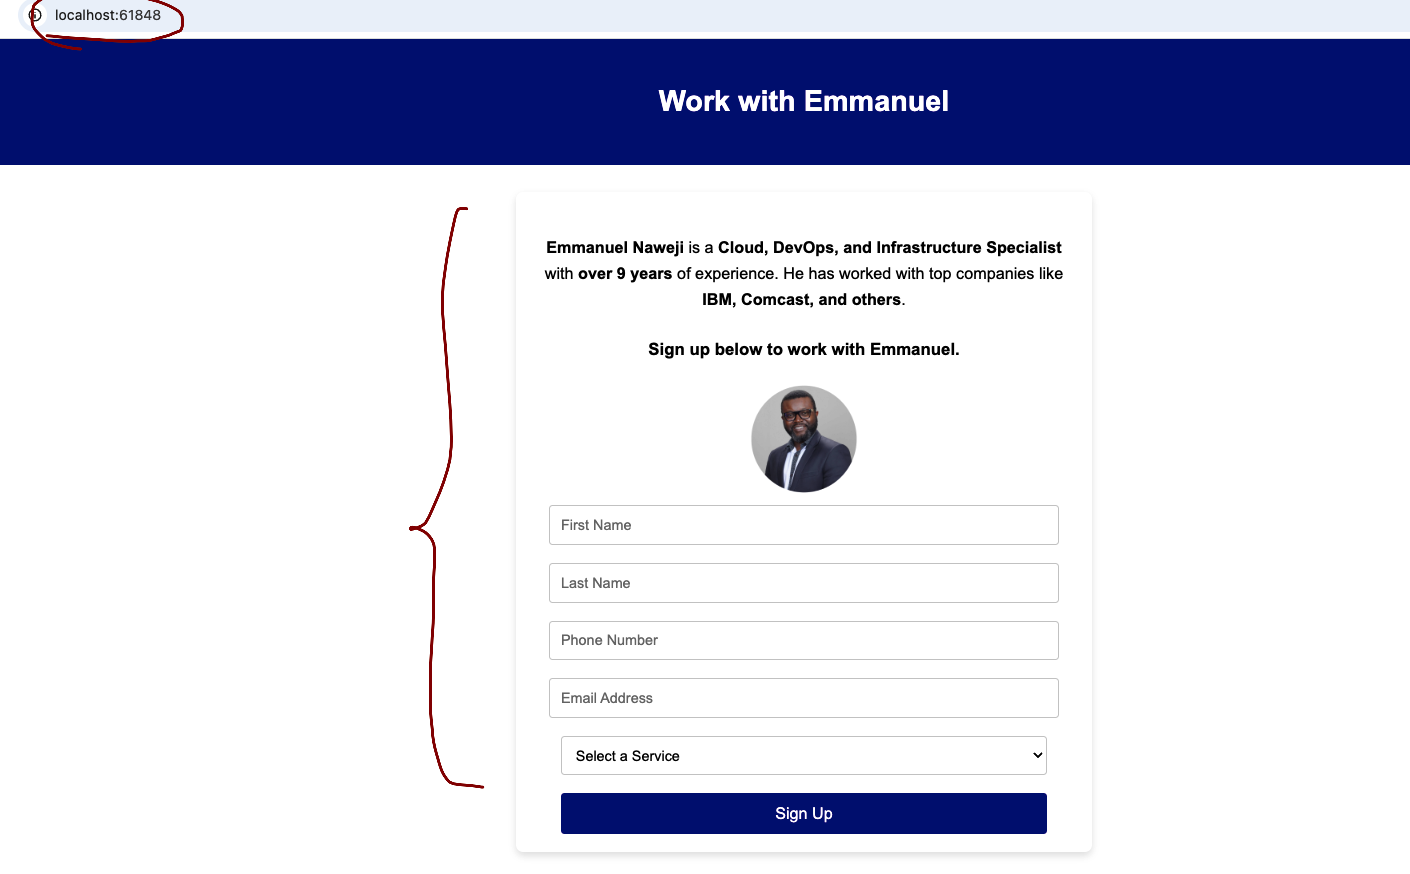 localhost:61848
Work with Emmanuel
Emmanuel Naweji is a Cloud, DevOps, and Infrastructure Specialist
with over 9 years of experience. He has worked with top companies like
IBM, Comcast, and others.
Sign up below to work with Emmanuel.
First Name
Last Name
Phone Number
Email Address
Select a Service
Sign Up